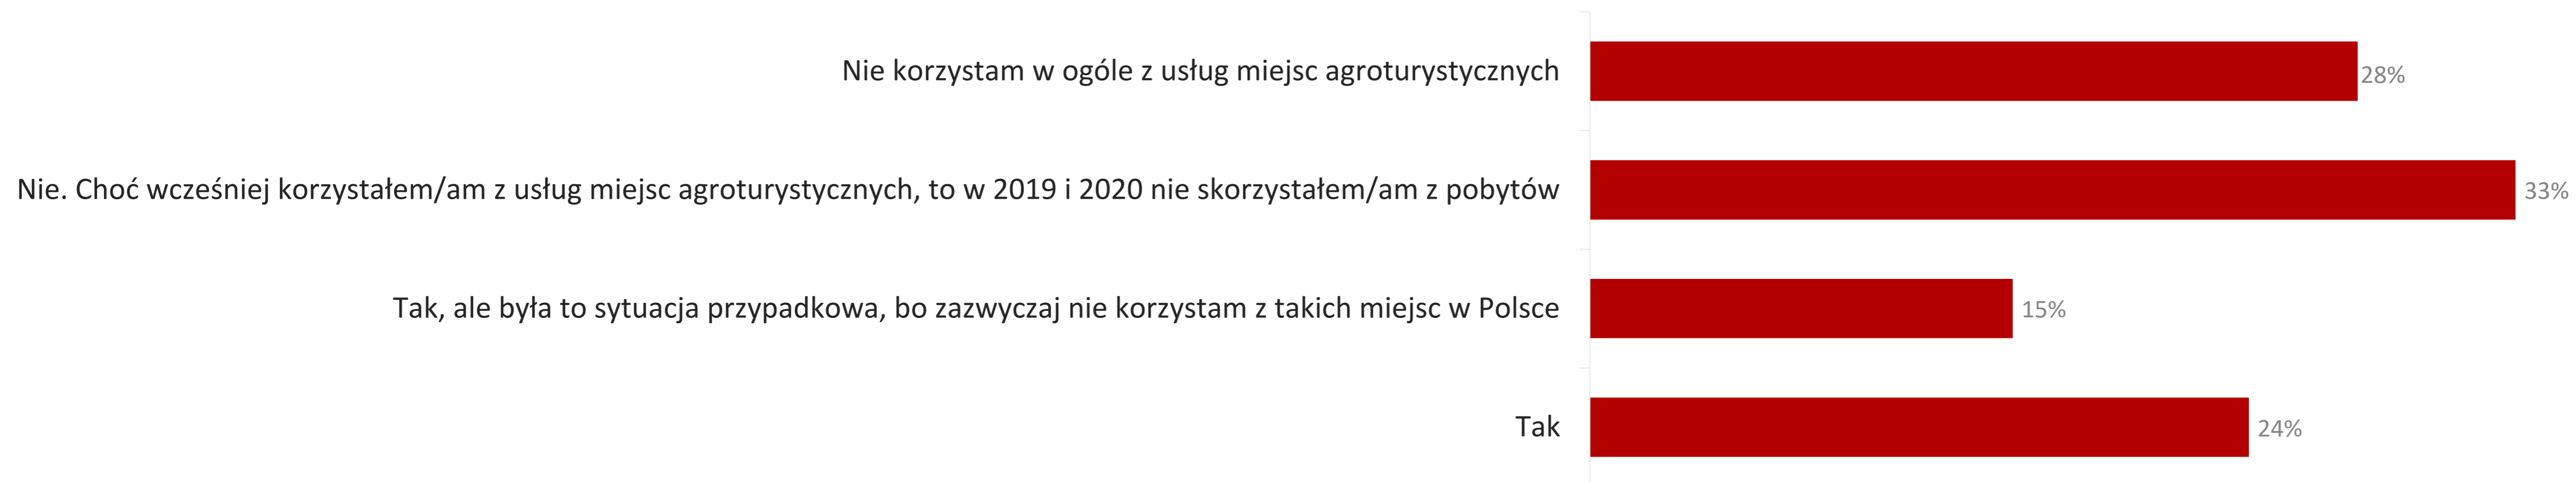 Nie korzystam w ogóle z usług miejsc agroturystycznych
28%
Nie. Choć wcześniej korzystałem/am z usług miejsc agroturystycznych, to w 2019 i 2020 nie skorzystałem/am z pobytów
33%
Tak, ale była to sytuacja przypadkowa, bo zazwyczaj nie korzystam z takich miejsc w Polsce
15%
Tak
24%